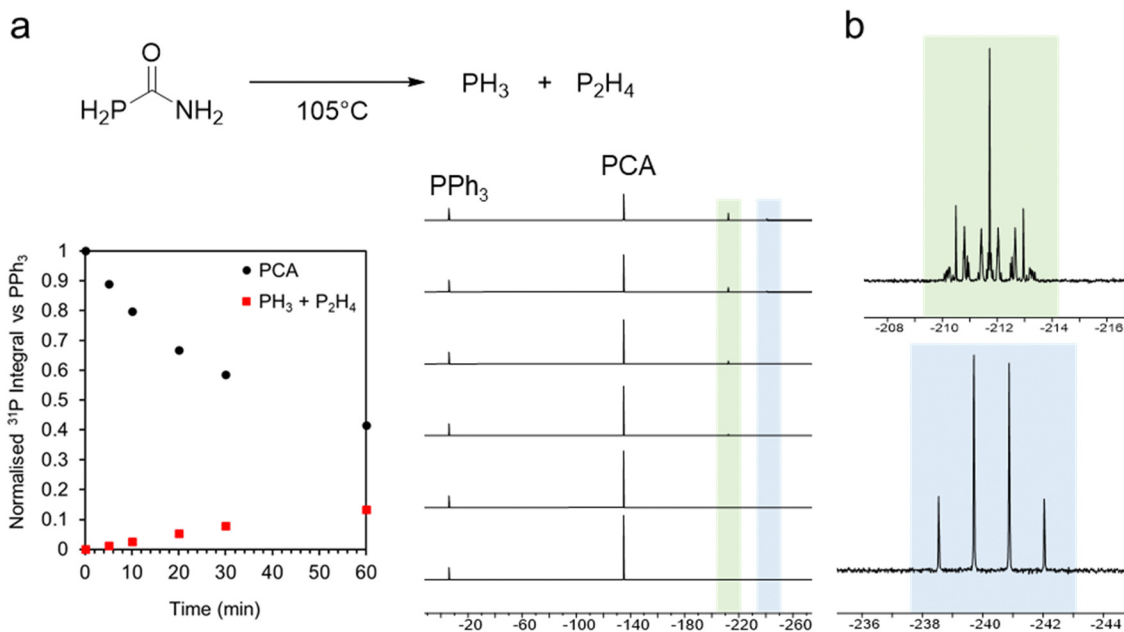 a
b
O
H₂P NH₂
105°C
PH₃ + P₂H₄
PPh₃
PCA
Normalised ³¹P Integral vs PPh₃
1
0.9
0.8
0.7
0.6
0.5
0.4
0.3
0.2
0.1
0
PCA
PH₃ + P₂H₄
0 10 20 30 40 50 60
Time (min)
-20 -60 -100 -140 -180 -220 -260
-208 -210 -212 -214 -216
-236 -238 -240 -242 -244